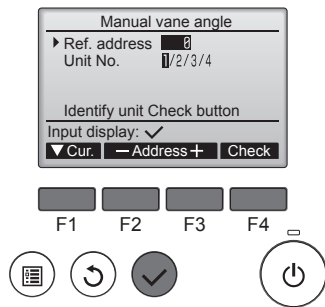 Manual vane angle
Ref. address 0
Unit No. 1/2/3/4
Identify unit Check button
Input display: ✓
▼Cur. − Address + Check
F1 F2 F3 F4